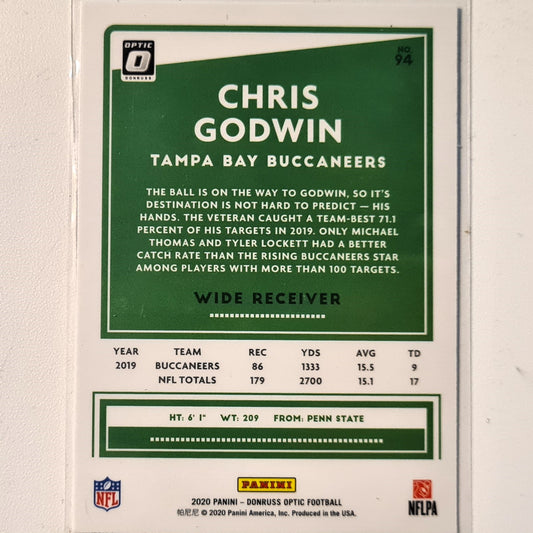 OPTIC
DONRUSS
NO.
94
CHRIS
GODWIN
TAMPA BAY BUCCANEERS
THE BALL IS ON THE WAY TO GODWIN, SO IT'S
DESTINATION IS NOT HARD TO PREDICT — HIS
HANDS. THE VETERAN CAUGHT A TEAM-BEST 71.1
PERCENT OF HIS TARGETS IN 2019. ONLY MICHAEL
THOMAS AND TYLER LOCKETT HAD A BETTER
CATCH RATE THAN THE RISING BUCCANEERS STAR
AMONG PLAYERS WITH MORE THAN 100 TARGETS.
WIDE RECEIVER
YEAR TEAM REC YDS AVG TD
2019 BUCCANEERS 86 1333 15.5 9
NFL TOTALS 179 2700 15.1 17
HT: 6' 1" WT: 209 FROM: PENN STATE
NFL
PANINI
NFLPA
2020 PANINI – DONRUSS OPTIC FOOTBALL
帕尼尼 © 2020 Panini America, Inc. Produced in the USA.